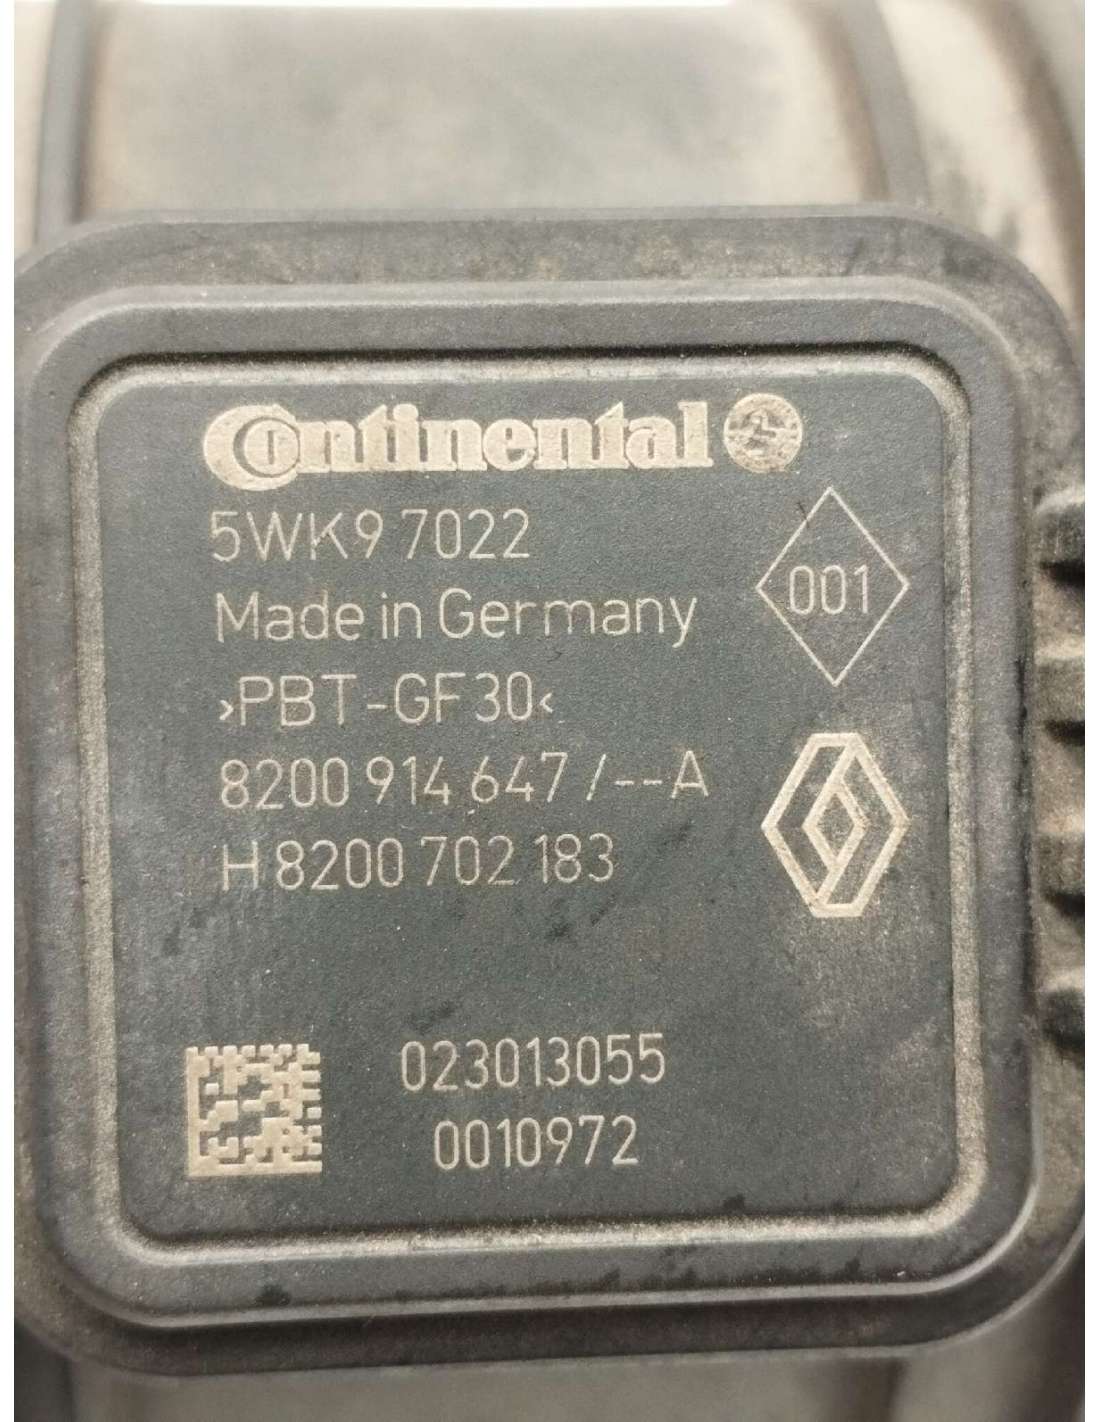 Continental
5WK9 7022
Made in Germany
001
›PBT-GF30‹
8200 914 647 /--A
H 8200 702 183
023013055
0010972